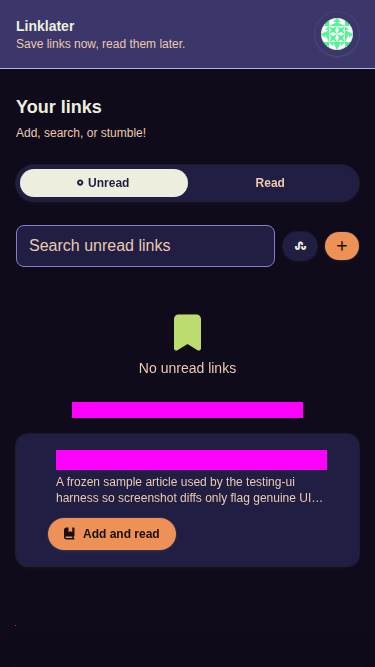 Linklater
Save links now, read them later.
Your links
Add, search, or stumble!
Unread
Read
Search unread links
No unread links
A frozen sample article used by the testing-ui
harness so screenshot diffs only flag genuine UI…
Add and read